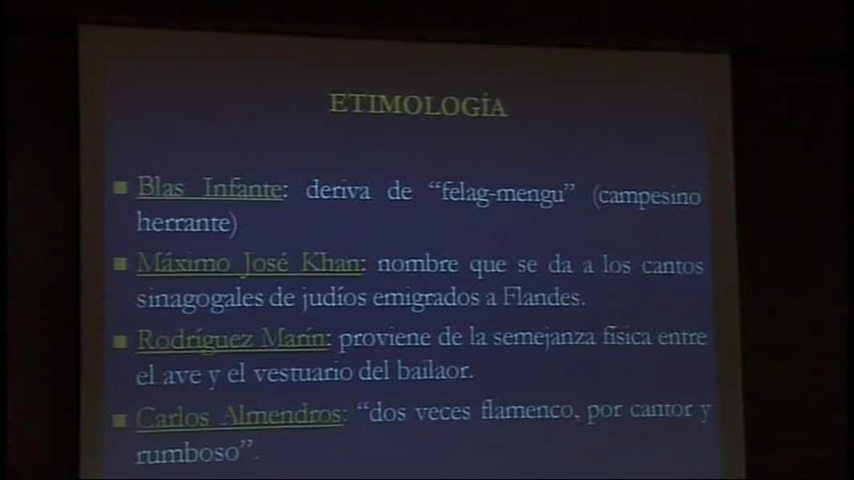 ETIMOLOGÍA
Blas Infante: deriva de “felag-mengu” (campesino
herrante)
Máximo José Khan: nombre que se da a los cantos
sinagogales de judíos emigrados a Flandes.
Rodríguez Marín: proviene de la semejanza física entre
el ave y el vestuario del bailaor.
Carlos Almendros: “dos veces flamenco, por cantor y
rumboso”.